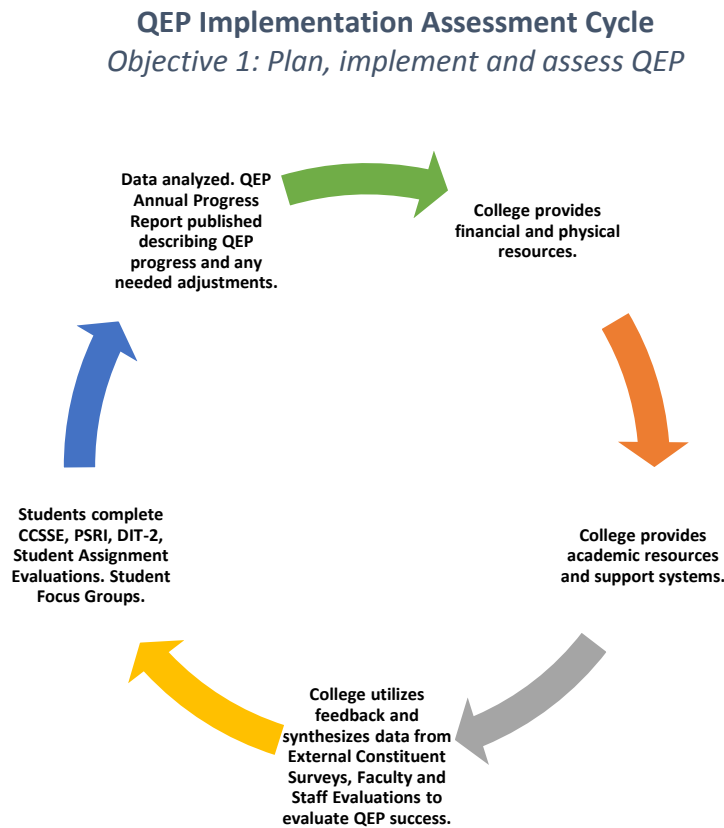 QEP Implementation Assessment Cycle
Objective 1: Plan, implement and assess QEP
Data analyzed. QEP
Annual Progress
Report published
describing QEP
progress and any
needed adjustments.
College provides
financial and physical
resources.
College provides
academic resources
and support systems.
College utilizes
feedback and
synthesizes data from
External Constituent
Surveys, Faculty and
Staff Evaluations to
evaluate QEP success.
Students complete
CCSSE, PSRI, DIT-2,
Student Assignment
Evaluations. Student
Focus Groups.